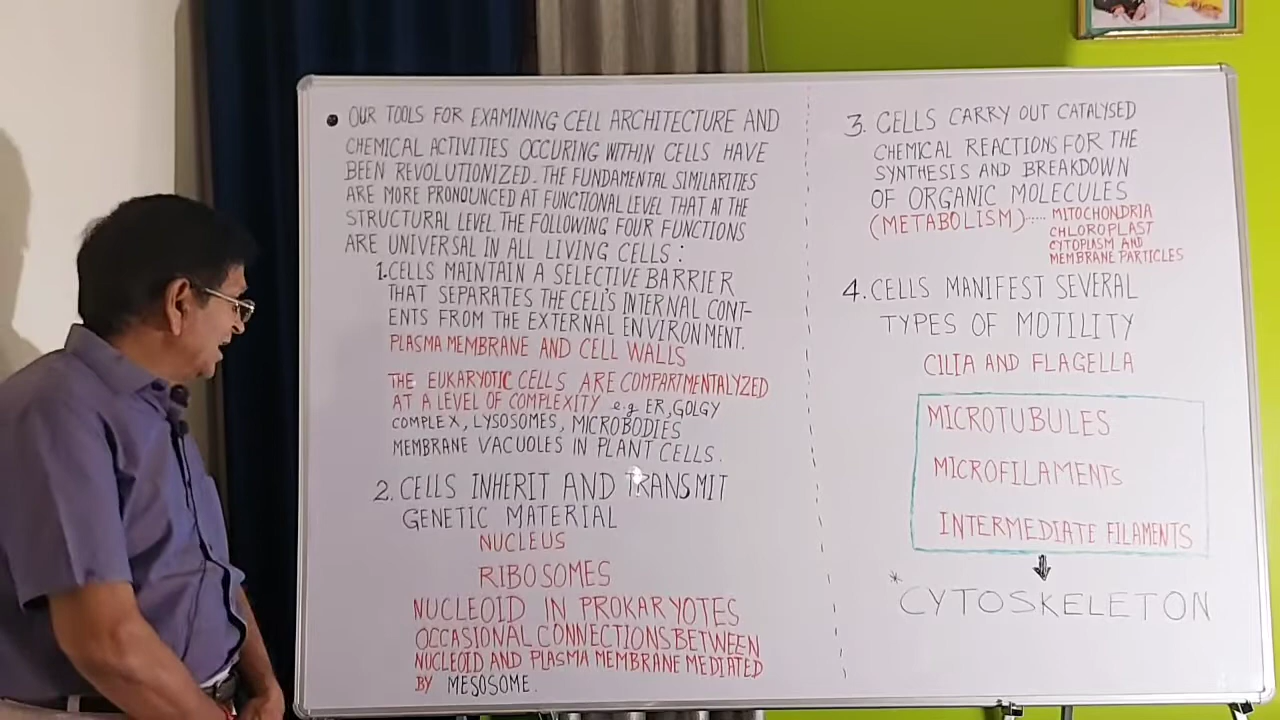 ● OUR TOOLS FOR EXAMINING CELL ARCHITECTURE AND
CHEMICAL ACTIVITIES OCCURING WITHIN CELLS HAVE
BEEN REVOLUTIONIZED. THE FUNDAMENTAL SIMILARITIES
ARE MORE PRONOUNCED AT FUNCTIONAL LEVEL THAT AT THE
STRUCTURAL LEVEL. THE FOLLOWING FOUR FUNCTIONS
ARE UNIVERSAL IN ALL LIVING CELLS :
1. CELLS MAINTAIN A SELECTIVE BARRIER
THAT SEPARATES THE CELL'S INTERNAL CONT-
ENTS FROM THE EXTERNAL ENVIRONMENT.
PLASMA MEMBRANE AND CELL WALLS
THE EUKARYOTIC CELLS ARE COMPARTMENTALYZED
AT A LEVEL OF COMPLEXITY e.g ER, GOLGY
COMPLEX, LYSOSOMES, MICROBODIES
MEMBRANE VACUOLES IN PLANT CELLS.
2. CELLS INHERIT AND TRANSMIT
GENETIC MATERIAL
NUCLEUS
RIBOSOMES
NUCLEOID IN PROKARYOTES
OCCASIONAL CONNECTIONS BETWEEN
NUCLEOID AND PLASMA MEMBRANE MEDIATED
BY MESOSOME.
3. CELLS CARRY OUT CATALYSED
CHEMICAL REACTIONS FOR THE
SYNTHESIS AND BREAKDOWN
OF ORGANIC MOLECULES
(METABOLISM)..... MITOCHONDRIA
CHLOROPLAST
CYTOPLASM AND
MEMBRANE PARTICLES
4. CELLS MANIFEST SEVERAL
TYPES OF MOTILITY
CILIA AND FLAGELLA
MICROTUBULES
MICROFILAMENTS
INTERMEDIATE FILAMENTS
* CYTOSKELETON